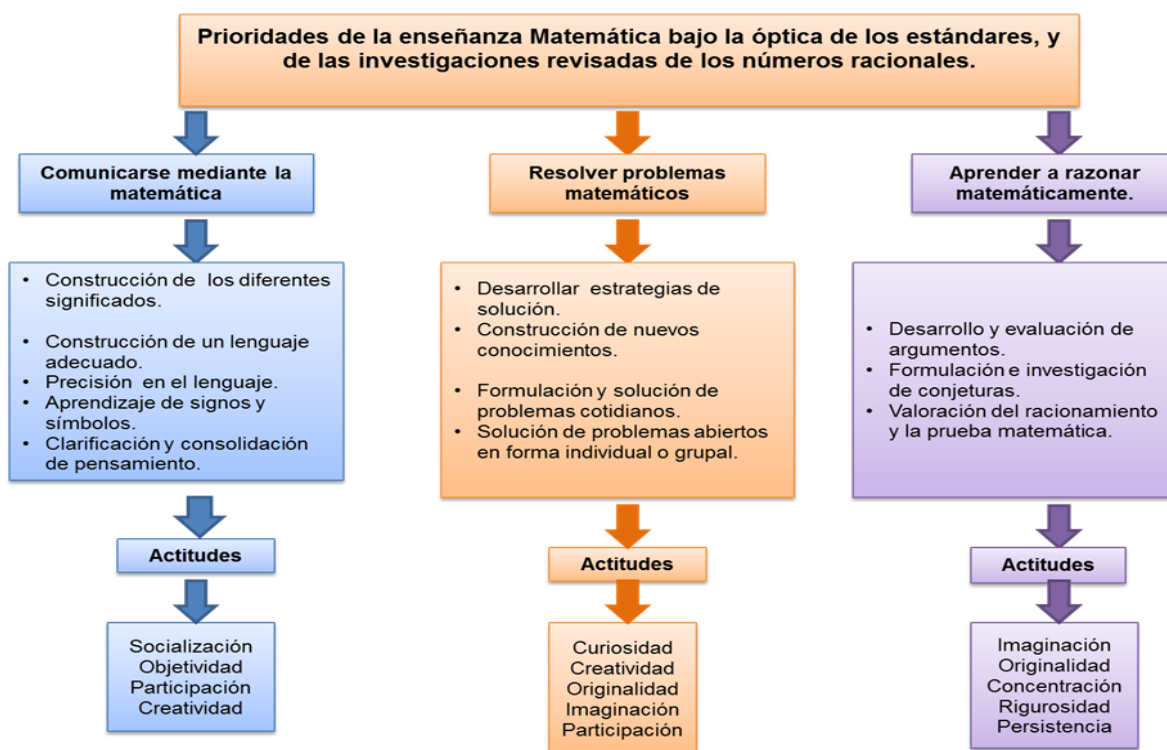 Prioridades de la enseñanza Matemática bajo la óptica de los estándares, y
de las investigaciones revisadas de los números racionales.
Comunicarse mediante la
matemática
• Construcción de los diferentes
significados.
• Construcción de un lenguaje
adecuado.
• Precisión en el lenguaje.
• Aprendizaje de signos y
símbolos.
• Clarificación y consolidación
de pensamiento.
Actitudes
Socialización
Objetividad
Participación
Creatividad
Resolver problemas
matemáticos
• Desarrollar estrategias de
solución.
• Construcción de nuevos
conocimientos.
• Formulación y solución de
problemas cotidianos.
• Solución de problemas abiertos
en forma individual o grupal.
Actitudes
Curiosidad
Creatividad
Originalidad
Imaginación
Participación
Aprender a razonar
matemáticamente.
• Desarrollo y evaluación de
argumentos.
• Formulación e investigación
de conjeturas.
• Valoración del racionamiento
y la prueba matemática.
Actitudes
Imaginación
Originalidad
Concentración
Rigurosidad
Persistencia